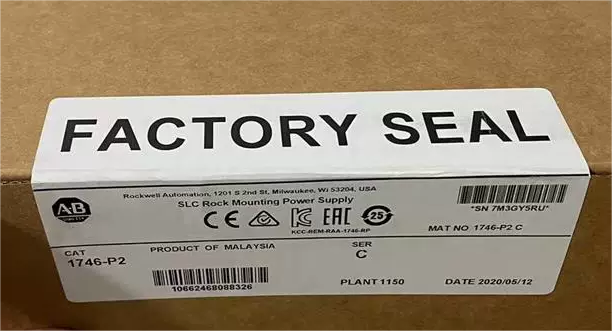 FACTORY SEAL
Rockwell Automation, 1201 S 2nd St, Milwaukee, WI 53204, USA
SLC Rock Mounting Power Supply
AB
CE EAC 25
KCC-REM-RAA-1746-RP
*SN 7M3GY5RU*
MAT NO 1746-P2 C
CAT
1746-P2
PRODUCT OF MALAYSIA
SER
C
10662468088326
PLANT 1150
DATE 2020/05/12